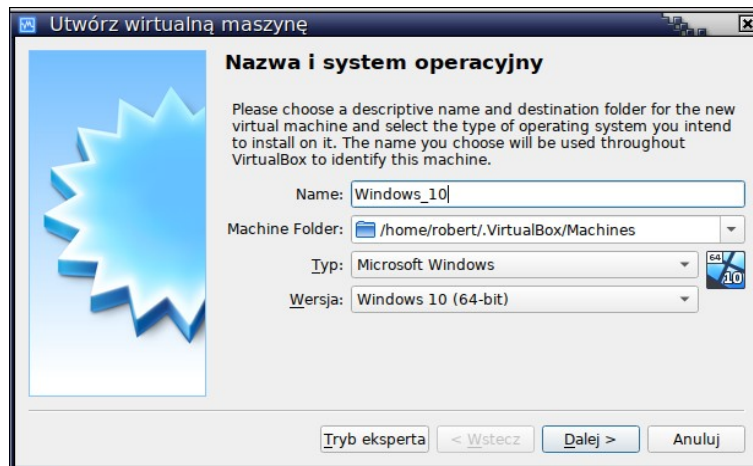 Utwórz wirtualną maszynę
Nazwa i system operacyjny
Please choose a descriptive name and destination folder for the new
virtual machine and select the type of operating system you intend
to install on it. The name you choose will be used throughout
VirtualBox to identify this machine.
Name: Windows_10
Machine Folder: /home/robert/.VirtualBox/Machines
Typ: Microsoft Windows
64
10
Wersja: Windows 10 (64-bit)
Tryb eksperta < Wstecz Dalej > Anuluj